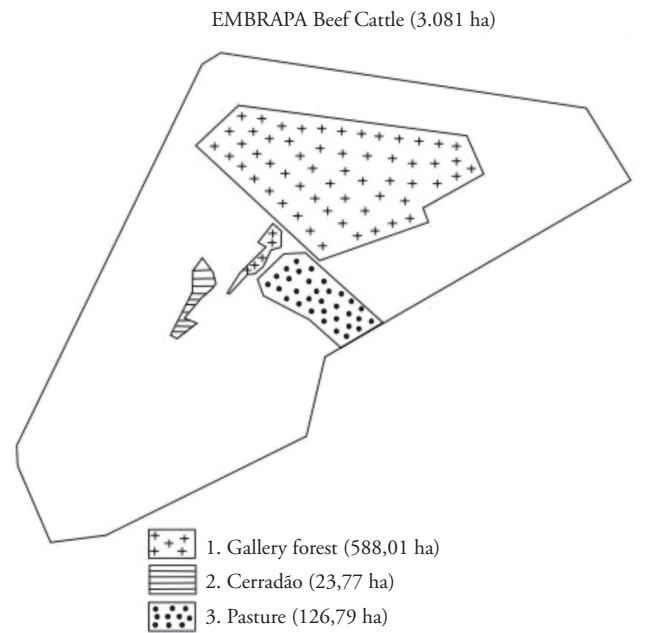 EMBRAPA Beef Cattle (3.081 ha)
1. Gallery forest (588,01 ha)
2. Cerradão (23,77 ha)
3. Pasture (126,79 ha)